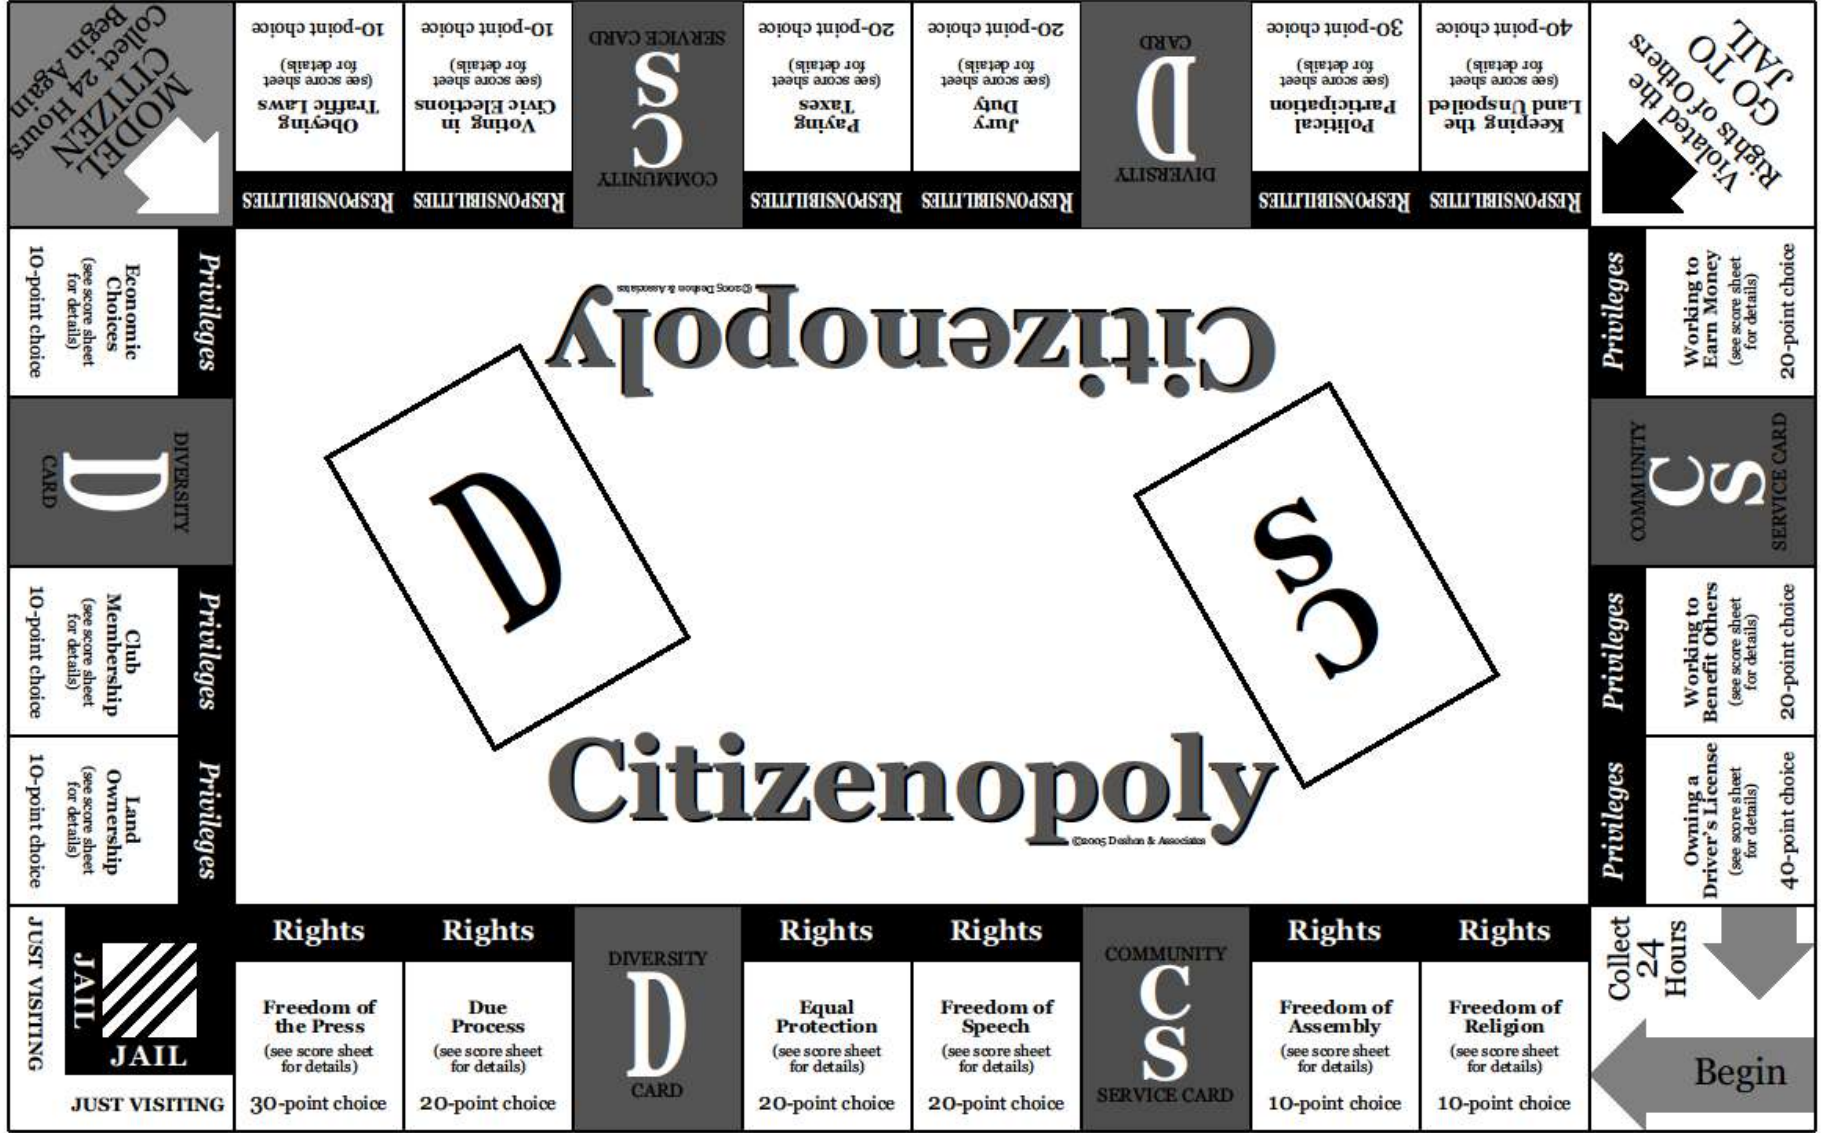 MODEL
CITIZEN
Collect 24 Hours
Begin Again
Obeying
Traffic Laws
(see score sheet
for details)
10-point choice
RESPONSIBILITIES
Voting in
Civic Elections
(see score sheet
for details)
10-point choice
RESPONSIBILITIES
COMMUNITY
CS
SERVICE CARD
Paying
Taxes
(see score sheet
for details)
20-point choice
RESPONSIBILITIES
Jury
Duty
(see score sheet
for details)
20-point choice
RESPONSIBILITIES
DIVERSITY
D
CARD
Political
Participation
(see score sheet
for details)
30-point choice
RESPONSIBILITIES
Keeping the
Land Unspoiled
(see score sheet
for details)
40-point choice
RESPONSIBILITIES
GO TO
JAIL
Violated the
Rights of Others
Privileges
Economic
Choices
(see score sheet
for details)
10-point choice
DIVERSITY
D
CARD
Privileges
Club
Membership
(see score sheet
for details)
10-point choice
Privileges
Land
Ownership
(see score sheet
for details)
10-point choice
Citizenopoly
©2005 Deshon & Associates
D
CS
Citizenopoly
©2005 Deshon & Associates
Privileges
Working to
Earn Money
(see score sheet
for details)
20-point choice
COMMUNITY
CS
SERVICE CARD
Privileges
Working to
Benefit Others
(see score sheet
for details)
20-point choice
Privileges
Owning a
Driver's License
(see score sheet
for details)
40-point choice
JUST VISITING
JAIL
JAIL
JUST VISITING
Rights
Freedom of
the Press
(see score sheet
for details)
30-point choice
Rights
Due
Process
(see score sheet
for details)
20-point choice
DIVERSITY
D
CARD
Rights
Equal
Protection
(see score sheet
for details)
20-point choice
Rights
Freedom of
Speech
(see score sheet
for details)
20-point choice
COMMUNITY
C
S
SERVICE CARD
Rights
Freedom of
Assembly
(see score sheet
for details)
10-point choice
Rights
Freedom of
Religion
(see score sheet
for details)
10-point choice
Collect
24
Hours
Begin